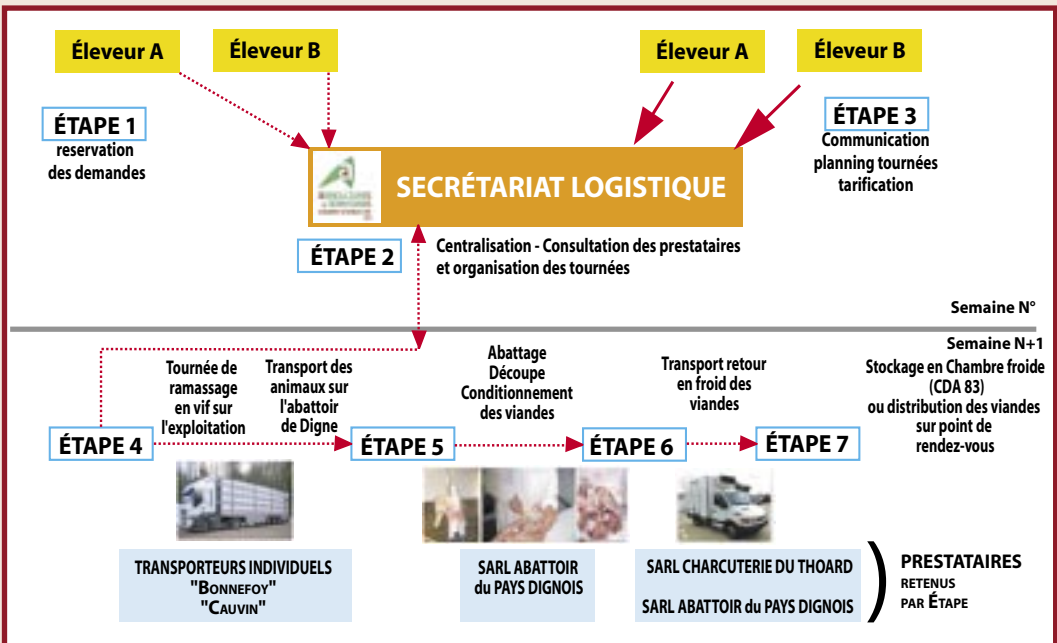 Éleveur A
Éleveur B
Éleveur A
Éleveur B
ÉTAPE 1
reservation
des demandes
ÉTAPE 3
Communication
planning tournées
tarification
SECRÉTARIAT LOGISTIQUE
ÉTAPE 2
Centralisation - Consultation des prestataires
et organisation des tournées
Semaine N°
Semaine N+1
Tournée de
ramassage
en vif sur
l'exploitation
Transport des
animaux sur
l'abattoir
de Digne
Abattage
Découpe
Conditionnement
des viandes
Transport retour
en froid des
viandes
Stockage en Chambre froide
(CDA 83)
ou distribution des viandes
sur point de
rendez-vous
ÉTAPE 4
ÉTAPE 5
ÉTAPE 6
ÉTAPE 7
TRANSPORTEURS INDIVIDUELS
"BONNEFOY"
"CAUVIN"
SARL ABATTOIR
du PAYS DIGNOIS
SARL CHARCUTERIE DU THOARD
SARL ABATTOIR du PAYS DIGNOIS
)
PRESTATAIRES
RETENUS
PAR ÉTAPE